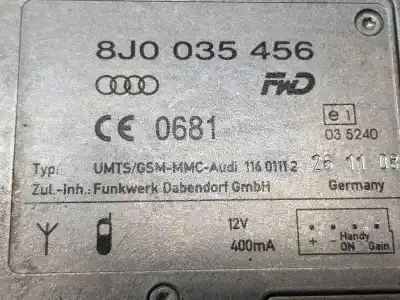 8J0 035 456
FWD
CE 0681
e1
03 5240
Typ: UMTS/GSM-MMC-Audi 116 0111-2 26 11 08
Zul.-Inh.: Funkwerk Dabendorf GmbH Germany
12V
400mA
+ - Handy Gain
ON